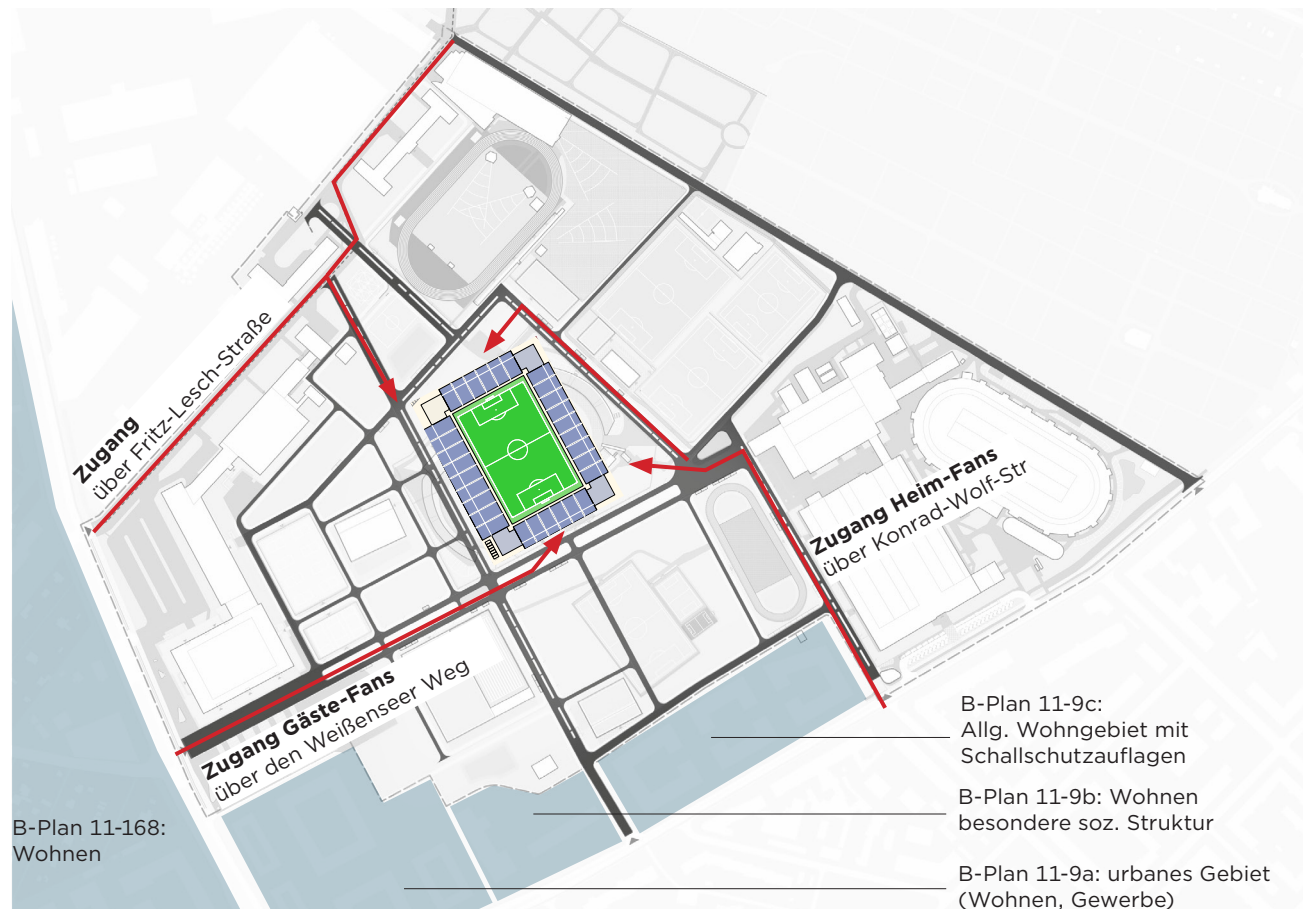 Zugang
über Fritz-Lesch-Straße
Zugang Heim-Fans
über Konrad-Wolf-Str
Zugang Gäste-Fans
über den Weißenseer Weg
B-Plan 11-9c:
Allg. Wohngebiet mit
Schallschutzauflagen
B-Plan 11-9b: Wohnen
besondere soz. Struktur
B-Plan 11-168:
Wohnen
B-Plan 11-9a: urbanes Gebiet
(Wohnen, Gewerbe)